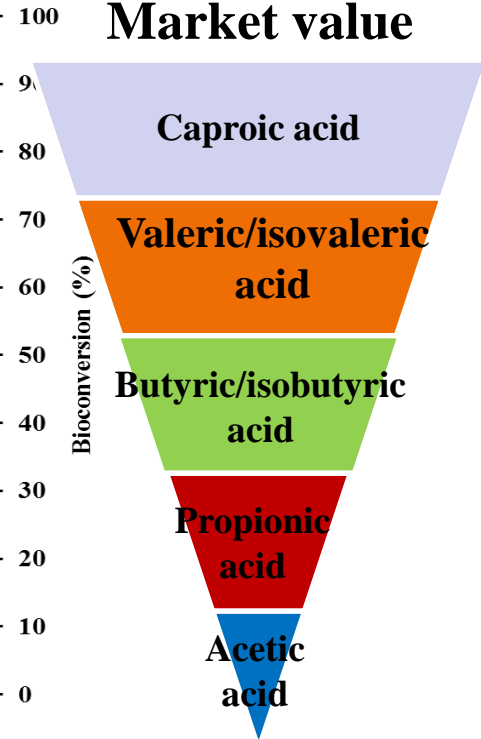 Market value
100
90
80
70
60
50
40
30
20
10
0
Bioconversion (%)
Caproic acid
Valeric/isovaleric
acid
Butyric/isobutyric
acid
Propionic
acid
Acetic
acid